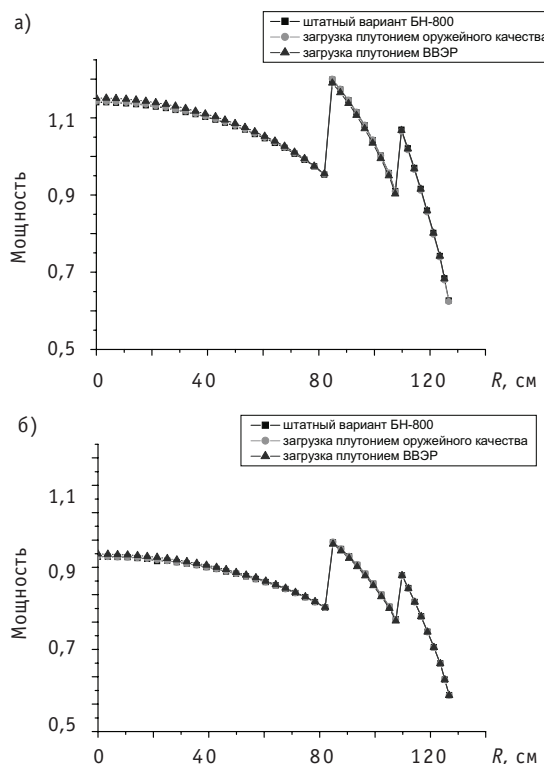 а)
штатный вариант БН-800
загрузка плутонием оружейного качества
загрузка плутонием ВВЭР
Мощность
1,1
0,9
0,7
0,5
0 40 80 120 R, см
б)
штатный вариант БН-800
загрузка плутонием оружейного качества
загрузка плутонием ВВЭР
Мощность
1,1
0,9
0,7
0,5
0 40 80 120 R, см